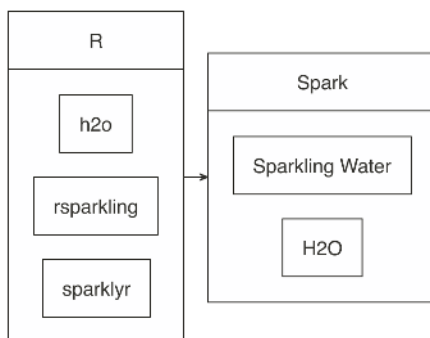 R
h2o
rsparkling
sparklyr
Spark
Sparkling Water
H2O